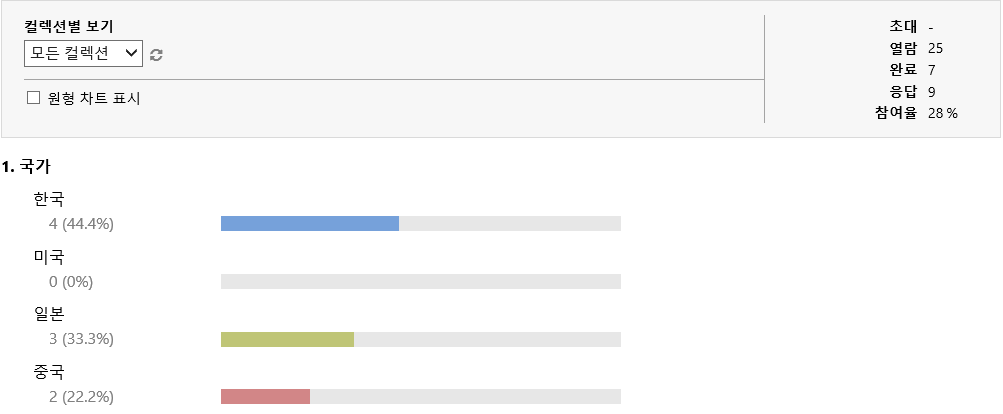 컬렉션별 보기
모든 컬렉션
원형 차트 표시
초대 -
열람 25
완료 7
응답 9
참여율 28 %
1. 국가
한국
4 (44.4%)
미국
0 (0%)
일본
3 (33.3%)
중국
2 (22.2%)